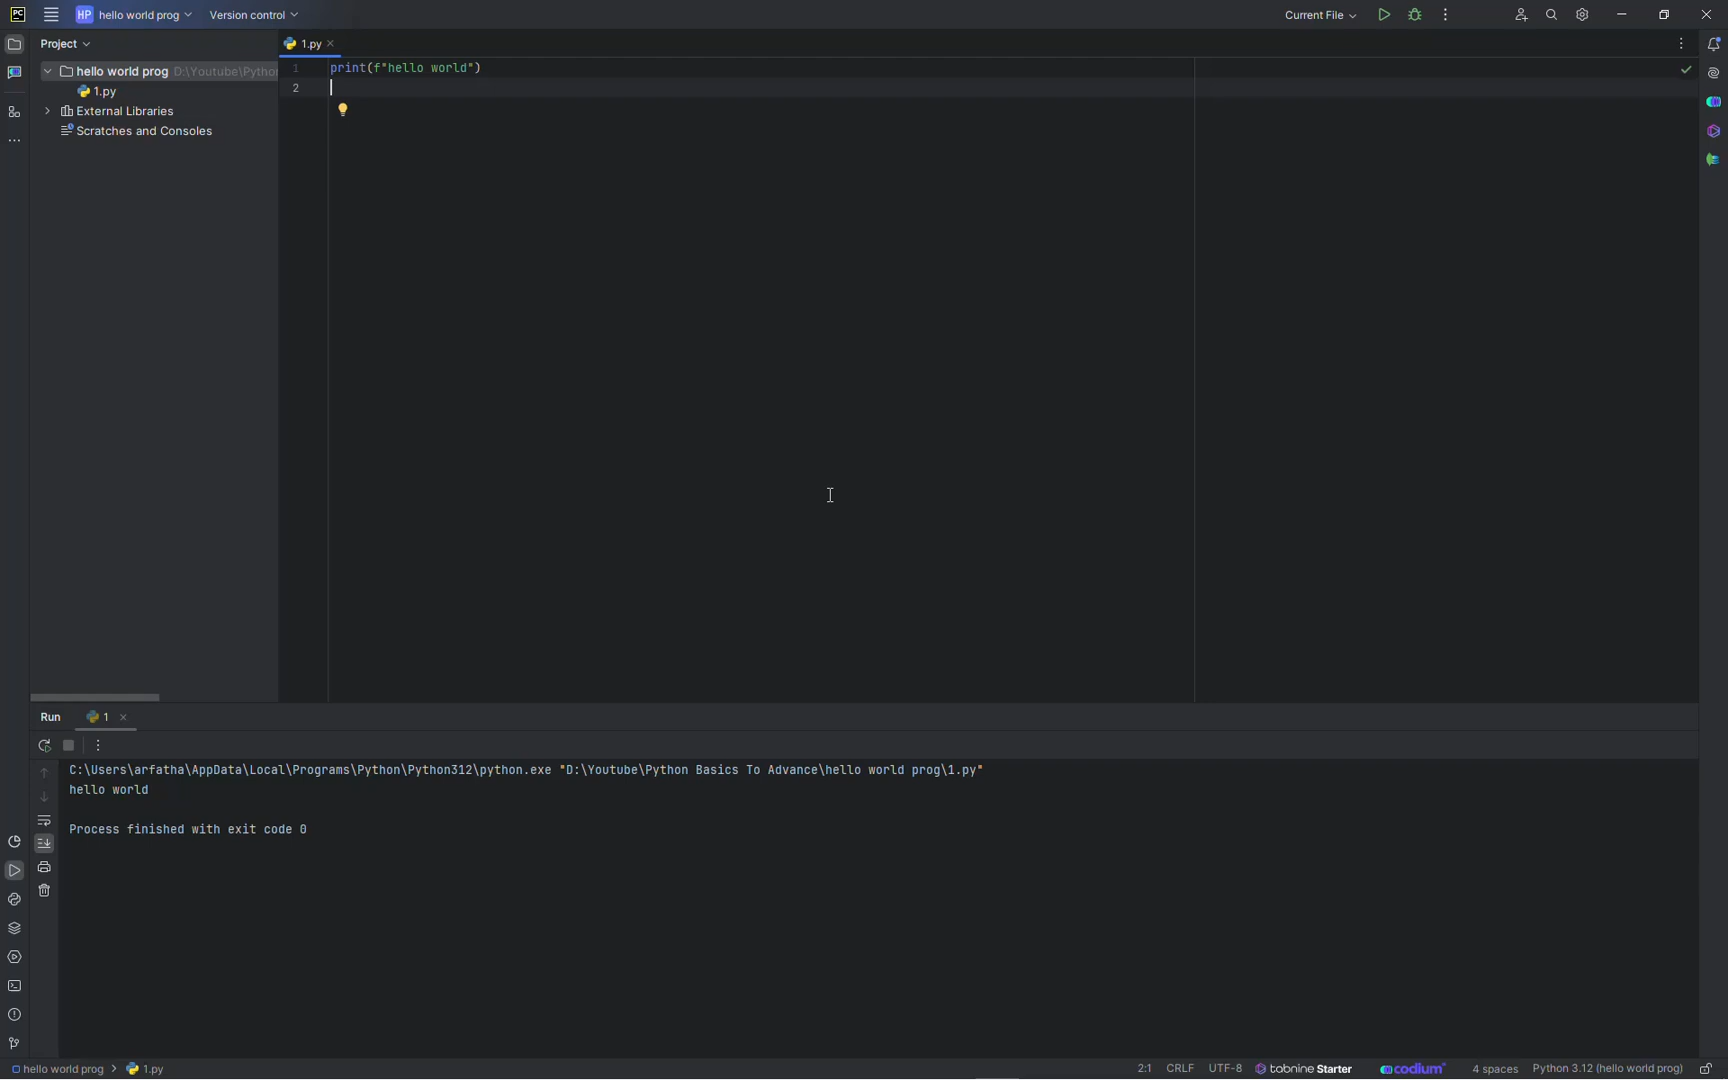 PC HP hello world prog Version control Current File
Project
1.py
hello world prog D:\Youtube\Pytho
1 print(f"hello world")
1.py
2
External Libraries
Scratches and Consoles
Run 1
C:\Users\arfatha\AppData\Local\Programs\Python\Python312\python.exe "D:\Youtube\Python Basics To Advance\hello world prog\1.py"
hello world
Process finished with exit code 0
hello world prog > 1.py 2:1 CRLF UTF-8 tabnine Starter codium 4 spaces Python 3.12 (hello world prog)